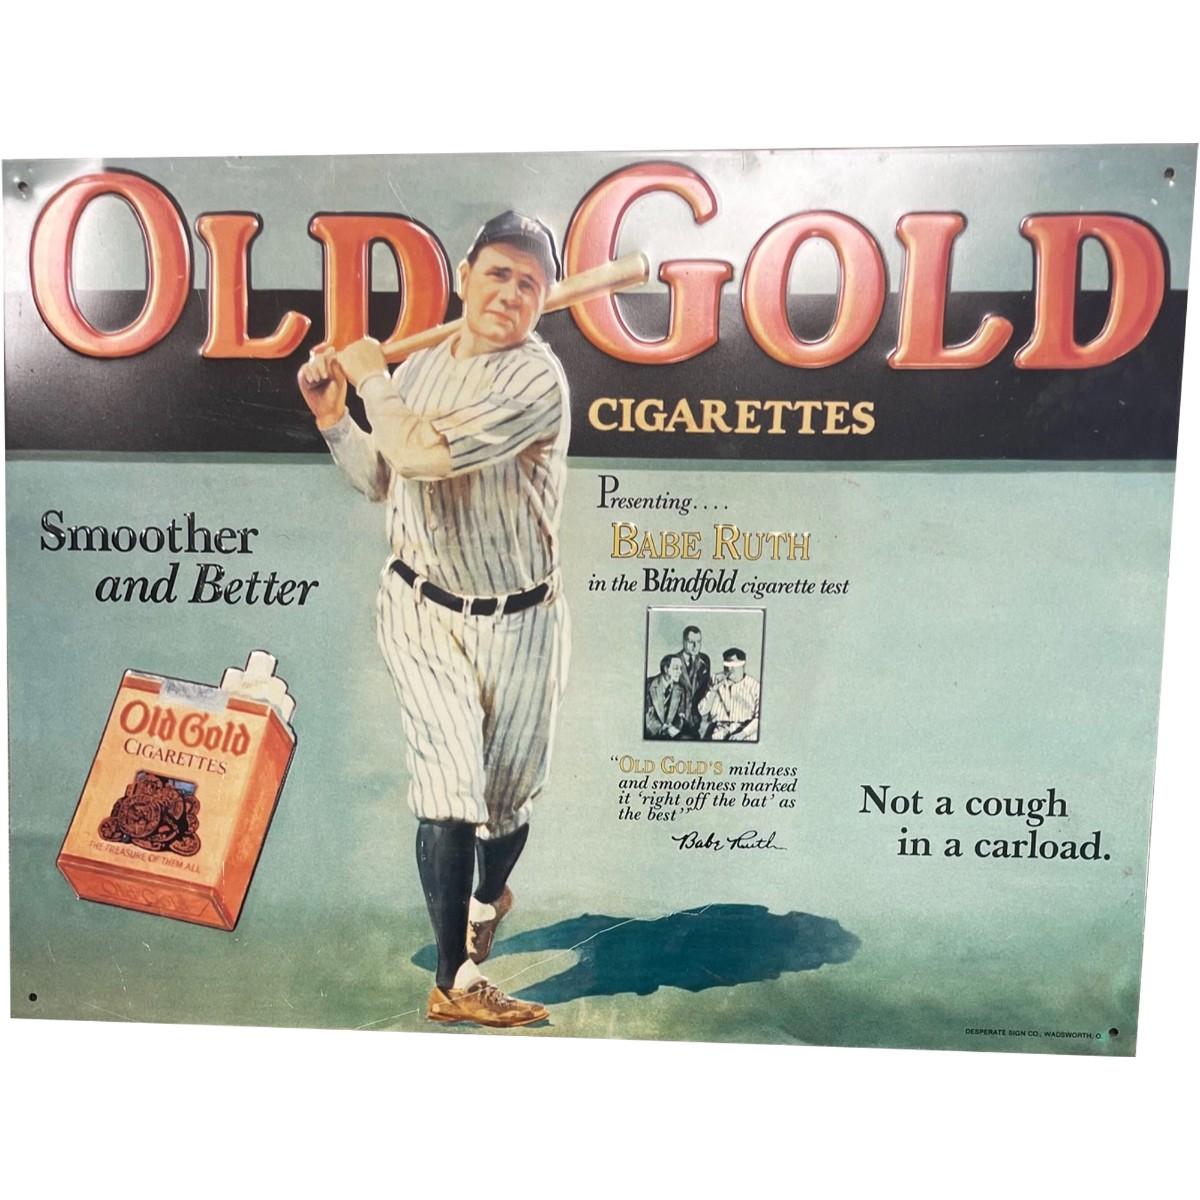 OLD GOLD
CIGARETTES
Smoother
and Better
Presenting....
BABE RUTH
in the Blindfold cigarette test
Old Gold
CIGARETTES
THE TREASURE OF THEM ALL
Old Gold
"OLD GOLD'S mildness
and smoothness marked
it 'right off the bat' as
the best"
Babe Ruth
Not a cough
in a carload.
DESPERATE SIGN CO., WADSWORTH, O.